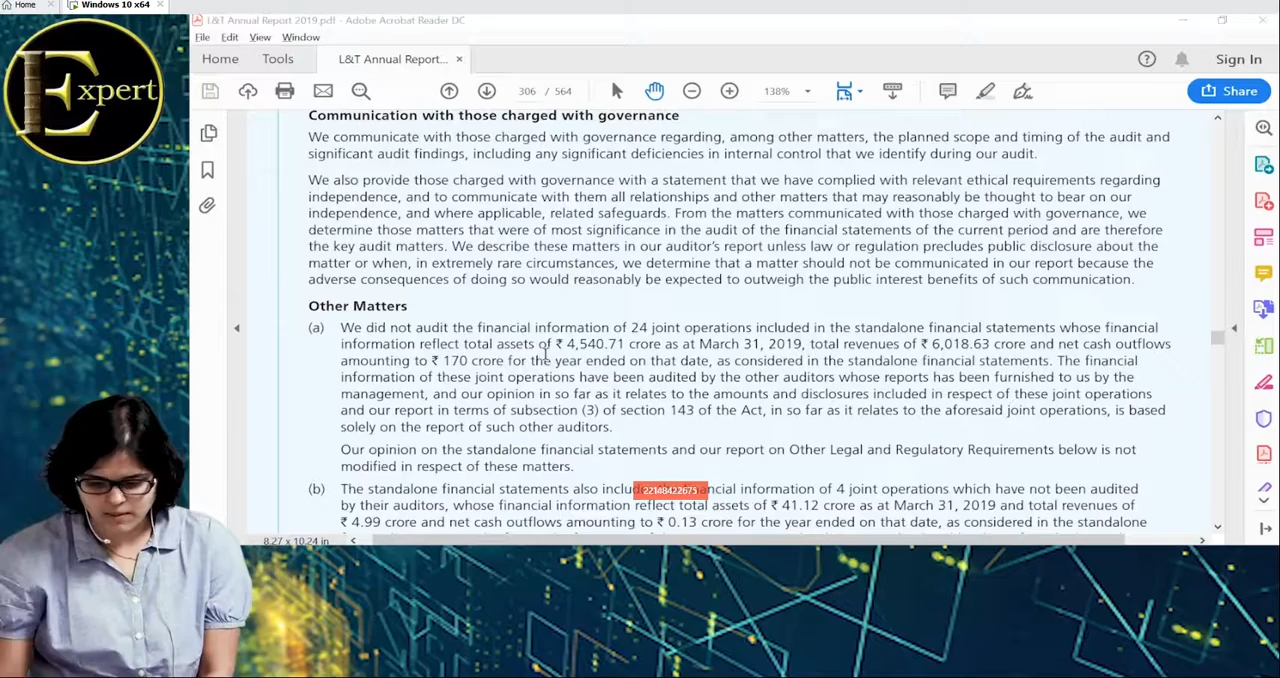 Home
Windows 10 x64
L&T Annual Report 2019.pdf - Adobe Acrobat Reader DC
File Edit View Window
Home Tools L&T Annual Report... Sign In
306 / 564 138% Share
E
Expert
Communication with those charged with governance
We communicate with those charged with governance regarding, among other matters, the planned scope and timing of the audit and
significant audit findings, including any significant deficiencies in internal control that we identify during our audit.
We also provide those charged with governance with a statement that we have complied with relevant ethical requirements regarding
independence, and to communicate with them all relationships and other matters that may reasonably be thought to bear on our
independence, and where applicable, related safeguards. From the matters communicated with those charged with governance, we
determine those matters that were of most significance in the audit of the financial statements of the current period and are therefore
the key audit matters. We describe these matters in our auditor's report unless law or regulation precludes public disclosure about the
matter or when, in extremely rare circumstances, we determine that a matter should not be communicated in our report because the
adverse consequences of doing so would reasonably be expected to outweigh the public interest benefits of such communication.
Other Matters
(a) We did not audit the financial information of 24 joint operations included in the standalone financial statements whose financial
information reflect total assets of ₹ 4,540.71 crore as at March 31, 2019, total revenues of ₹ 6,018.63 crore and net cash outflows
amounting to ₹ 170 crore for the year ended on that date, as considered in the standalone financial statements. The financial
information of these joint operations have been audited by the other auditors whose reports has been furnished to us by the
management, and our opinion in so far as it relates to the amounts and disclosures included in respect of these joint operations
and our report in terms of subsection (3) of section 143 of the Act, in so far as it relates to the aforesaid joint operations, is based
solely on the report of such other auditors.
Our opinion on the standalone financial statements and our report on Other Legal and Regulatory Requirements below is not
modified in respect of these matters.
(b) The standalone financial statements also includ 22148422675 ancial information of 4 joint operations which have not been audited
by their auditors, whose financial information reflect total assets of ₹ 41.12 crore as at March 31, 2019 and total revenues of
₹ 4.99 crore and net cash outflows amounting to ₹ 0.13 crore for the year ended on that date, as considered in the standalone
8.27 x 10.24 in